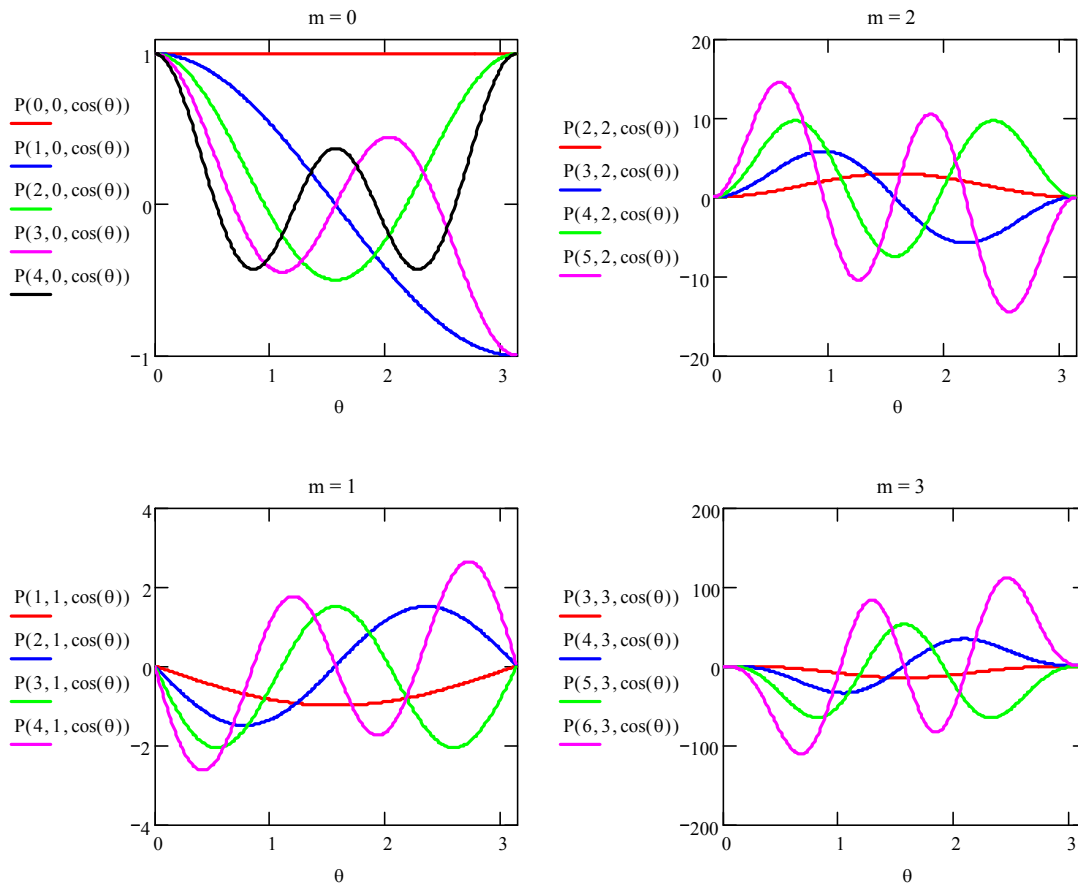 m = 0
1
0
−1
P(0,0,cos(θ))
P(1,0,cos(θ))
P(2,0,cos(θ))
P(3,0,cos(θ))
P(4,0,cos(θ))
0 1 2 3
θ
m = 2
20
10
0
−10
−20
P(2,2,cos(θ))
P(3,2,cos(θ))
P(4,2,cos(θ))
P(5,2,cos(θ))
0 1 2 3
θ
m = 1
4
2
0
−2
−4
P(1,1,cos(θ))
P(2,1,cos(θ))
P(3,1,cos(θ))
P(4,1,cos(θ))
0 1 2 3
θ
m = 3
200
100
0
−100
−200
P(3,3,cos(θ))
P(4,3,cos(θ))
P(5,3,cos(θ))
P(6,3,cos(θ))
0 1 2 3
θ